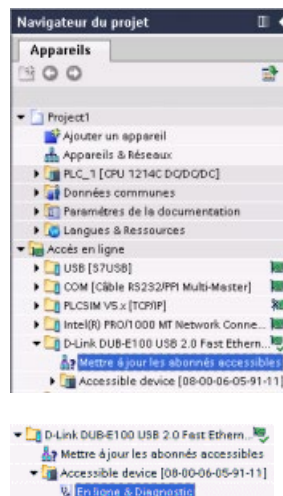 Navigateur du projet
Appareils
Project1
Ajouter un appareil
Appareils & Réseaux
PLC_1 [CPU 1214C DC/DC/DC]
Données communes
Paramètres de la documentation
Langues & Ressources
Accès en ligne
USB [S7USB]
COM [Câble RS232/PPI Multi-Master]
PLCSIM V5.x [TCP/IP]
Intel(R) PRO/1000 MT Network Conne...
D-Link DUB-E100 USB 2.0 Fast Ethern...
Mettre à jour les abonnés accessibles
Accessible device [08-00-06-05-91-11]
D-Link DUB-E100 USB 2.0 Fast Ethern...
Mettre à jour les abonnés accessibles
Accessible device [08-00-06-05-91-11]
En ligne & Diagnostic